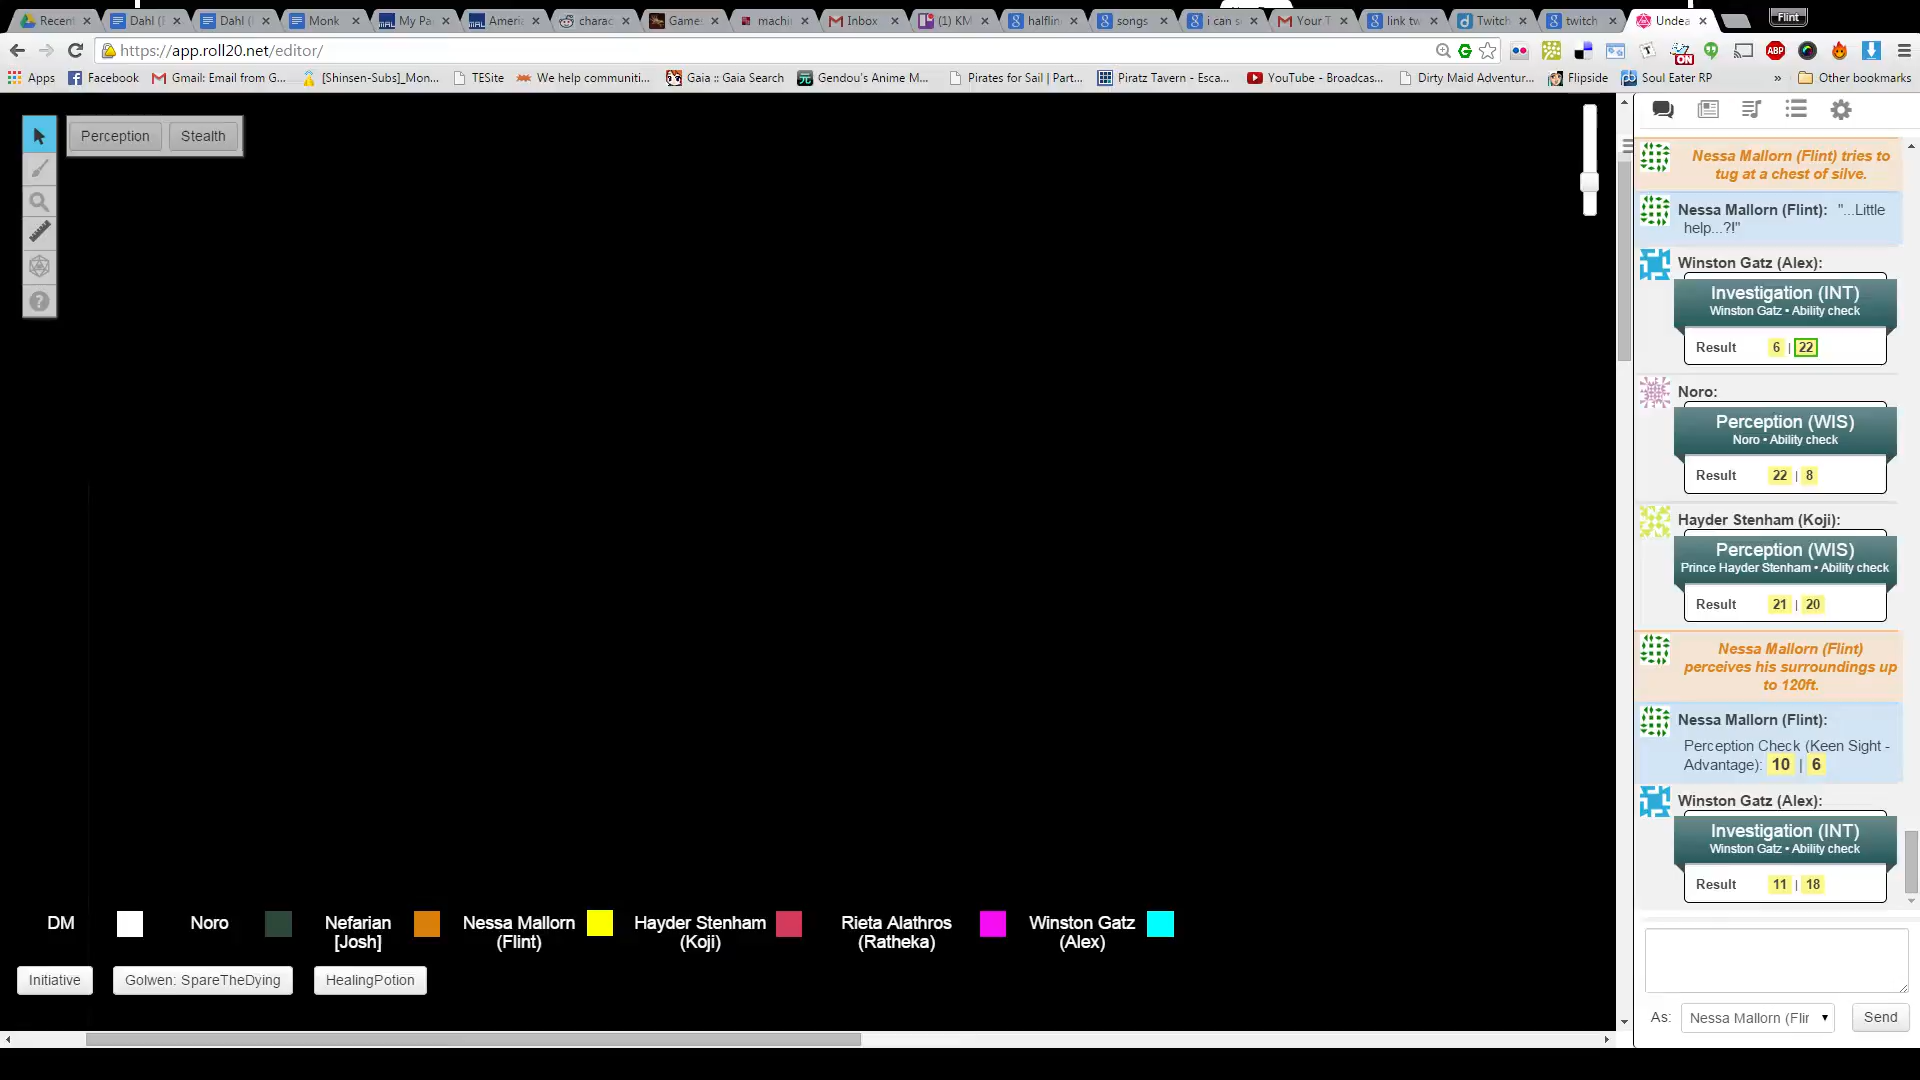 Recent
Dahl (E
Dahl (
Monk
My Pa
Ameri
charac
Game
machi
Inbox
(1) KM
halflin
songs
i can s
Your T
link tw
Twitch
twitch
Undea
Flint
https://app.roll20.net/editor/
Apps
Facebook
Gmail: Email from G...
[Shinsen-Subs]_Mon...
TESite
We help communiti...
Gaia :: Gaia Search
Gendou's Anime M...
Pirates for Sail | Part...
Piratz Tavern - Esca...
YouTube - Broadcas...
Dirty Maid Adventur...
Flipside
Soul Eater RP
»
Other bookmarks
ABP
ON
Perception
Stealth
Nessa Mallorn (Flint) tries to
tug at a chest of silve.
Nessa Mallorn (Flint): "...Little
help...?!"
Winston Gatz (Alex):
Investigation (INT)
Winston Gatz • Ability check
Result 6 | 22
Noro:
Perception (WIS)
Noro • Ability check
Result 22 | 8
Hayder Stenham (Koji):
Perception (WIS)
Prince Hayder Stenham • Ability check
Result 21 | 20
Nessa Mallorn (Flint)
perceives his surroundings up
to 120ft.
Nessa Mallorn (Flint):
Perception Check (Keen Sight -
Advantage): 10 | 6
Winston Gatz (Alex):
Investigation (INT)
Winston Gatz • Ability check
Result 11 | 18
DM
Noro
Nefarian
[Josh]
Nessa Mallorn
(Flint)
Hayder Stenham
(Koji)
Rieta Alathros
(Ratheka)
Winston Gatz
(Alex)
Initiative
Golwen: SpareTheDying
HealingPotion
As: Nessa Mallorn (Flir
Send